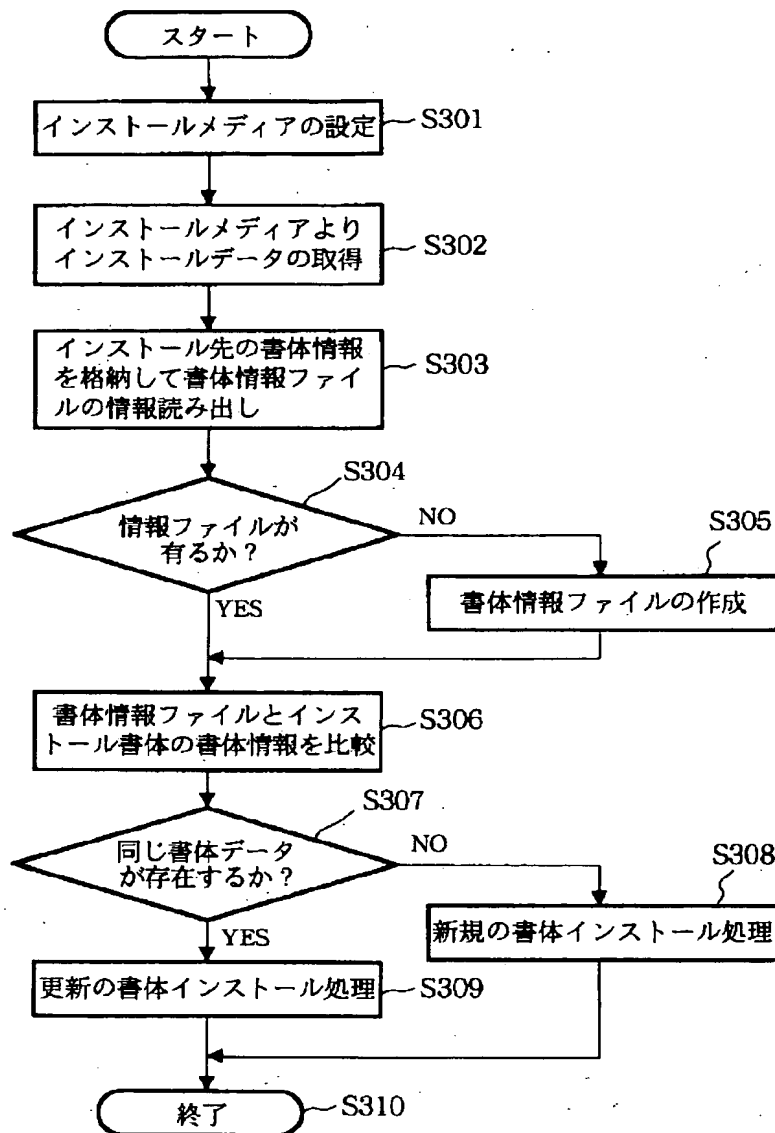 スタート
インストールメディアの設定
S301
インストールメディアより
インストールデータの取得
S302
インストール先の書体情報
を格納して書体情報ファイ
ルの情報読み出し
S303
S304
情報ファイルが
有るか？
NO
YES
S305
書体情報ファイルの作成
書体情報ファイルとインス
トール書体の書体情報を比較
S306
S307
同じ書体データ
が存在するか？
NO
YES
S308
新規の書体インストール処理
更新の書体インストール処理
S309
終了
S310